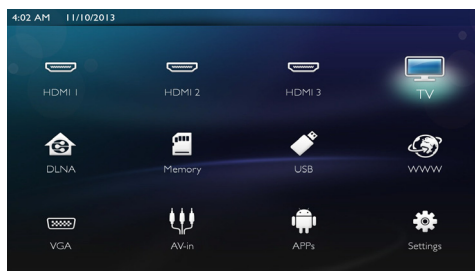 4:02 AM 11/10/2013
HDMI 1 HDMI 2 HDMI 3 TV
DLNA Memory USB WWW
VGA AV-in APPs Settings